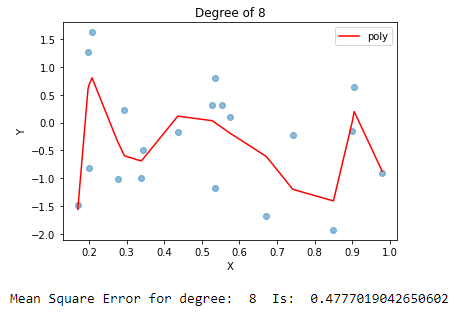 Degree of 8
poly
1.5
1.0
0.5
0.0
−0.5
−1.0
−1.5
−2.0
Y
0.2 0.3 0.4 0.5 0.6 0.7 0.8 0.9 1.0
X
Mean Square Error for degree:  8  Is:  0.4777019042650602